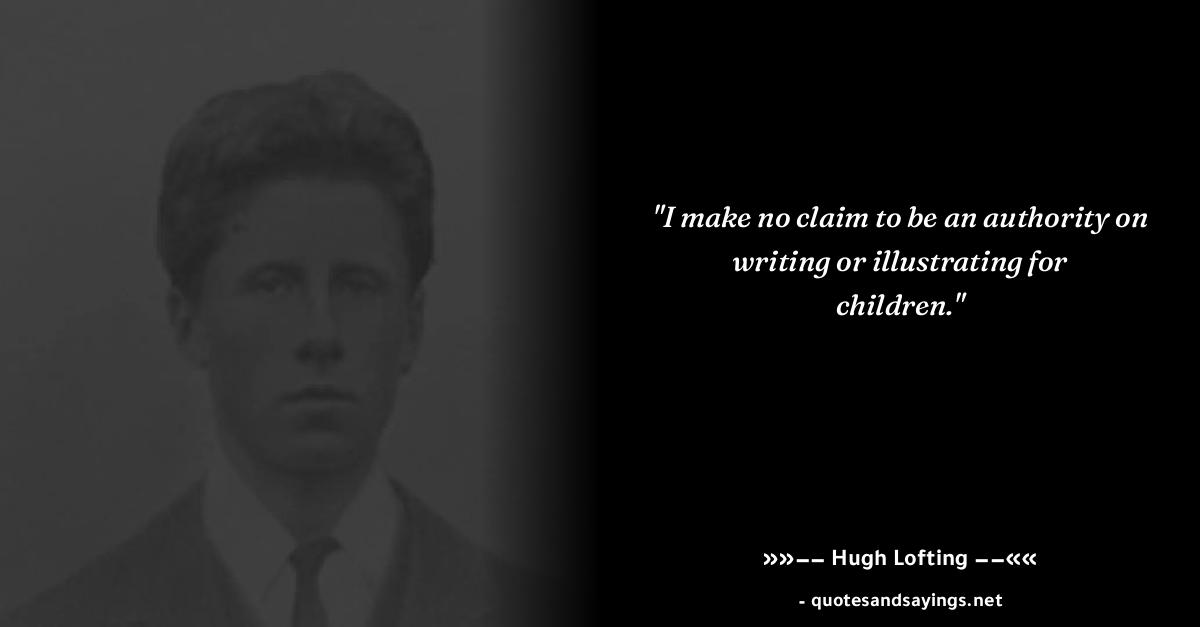 "I make no claim to be an authority on
writing or illustrating for
children."
»»−− Hugh Lofting −−««
- quotesandsayings.net